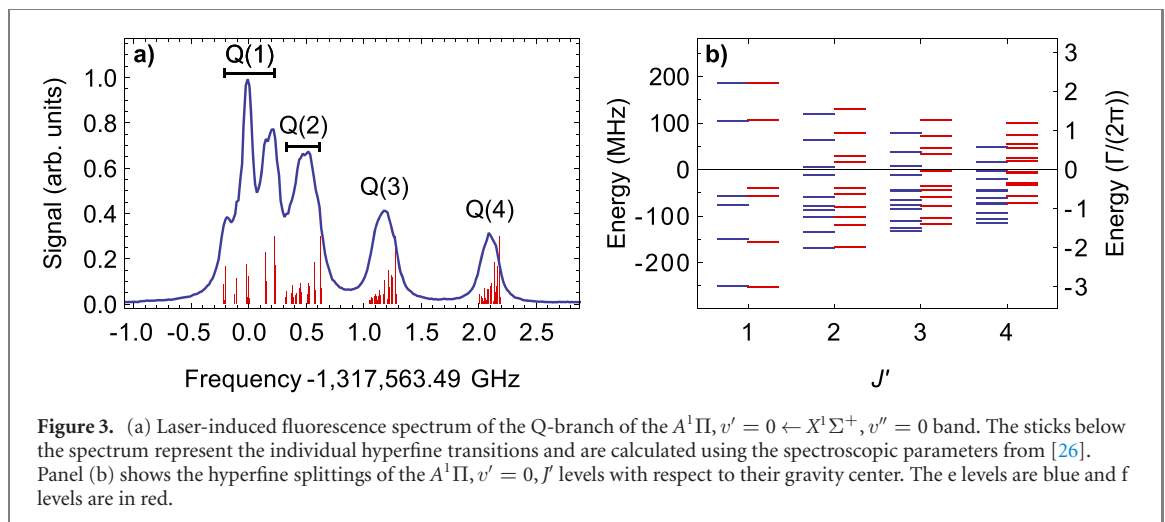 a)
Q(1)
Q(2)
Q(3)
Q(4)
Signal (arb. units)
1.0
0.8
0.6
0.4
0.2
0.0
-1.0 -0.5 0.0 0.5 1.0 1.5 2.0 2.5
Frequency -1,317,563.49 GHz
b)
Energy (MHz)
200
100
0
-100
-200
Energy (Γ/(2π))
3
2
1
0
-1
-2
-3
1 2 3 4
J′
Figure 3. (a) Laser-induced fluorescence spectrum of the Q-branch of the A¹Π, v′ = 0 ← X¹Σ⁺, v″ = 0 band. The sticks below
the spectrum represent the individual hyperfine transitions and are calculated using the spectroscopic parameters from [26].
Panel (b) shows the hyperfine splittings of the A¹Π, v′ = 0, J′ levels with respect to their gravity center. The e levels are blue and f
levels are in red.